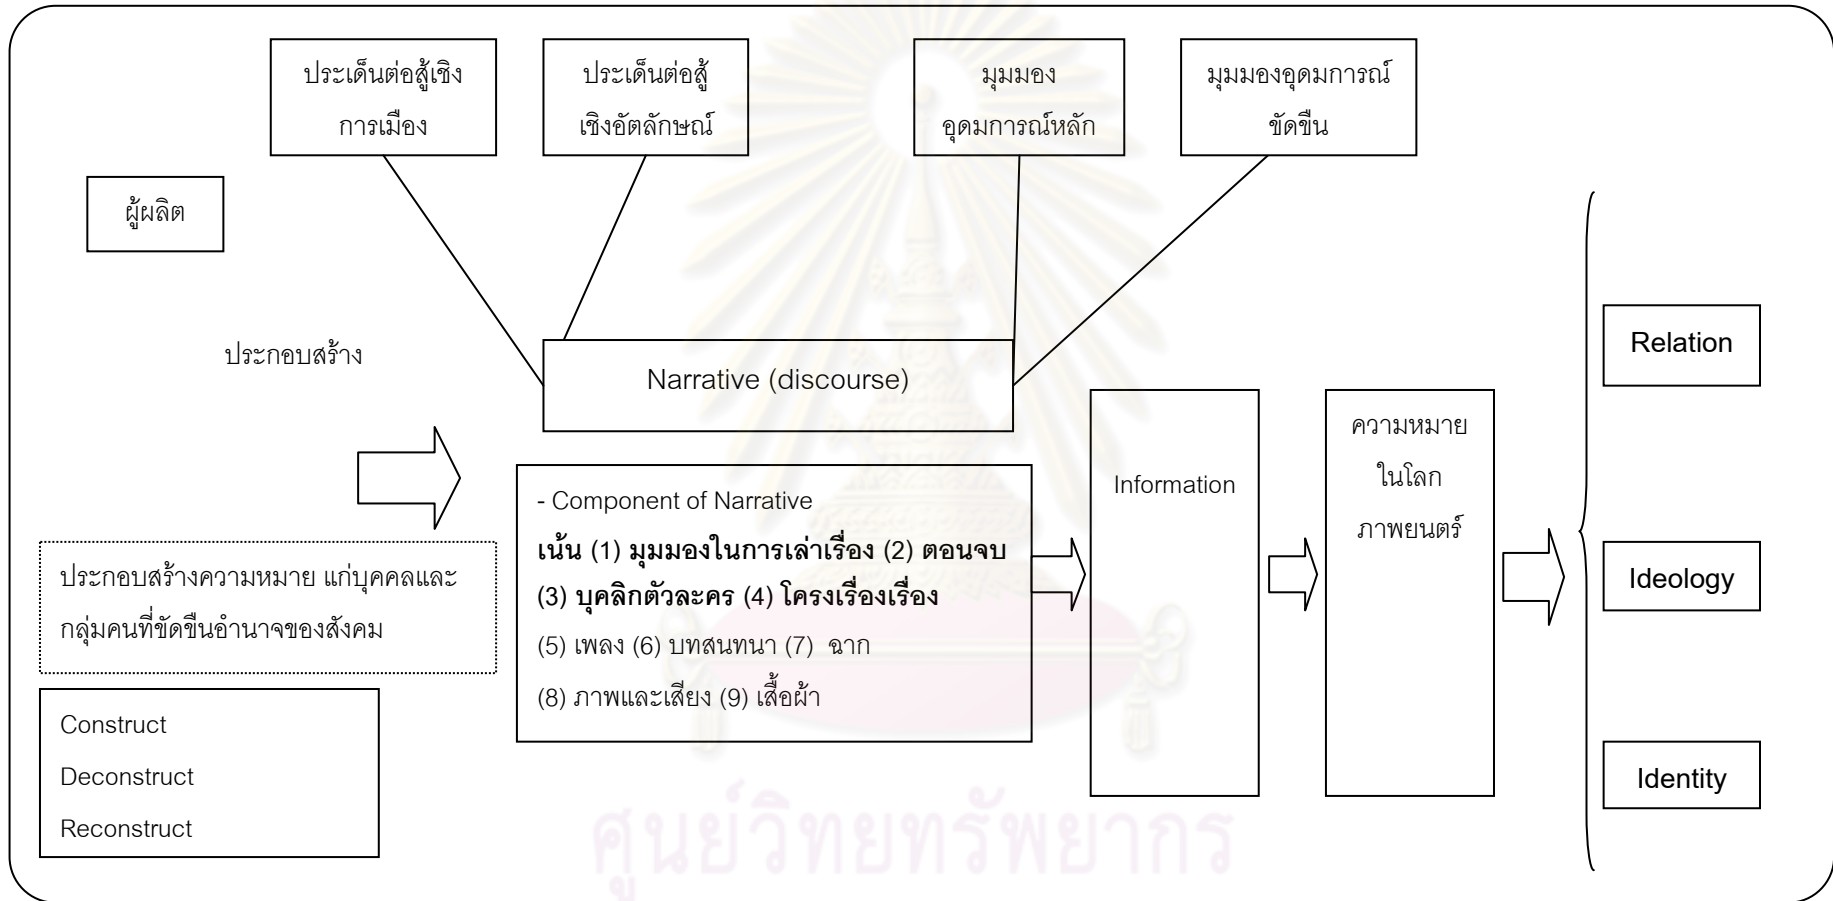 ประเด็นต่อสู้เชิง
การเมือง
ประเด็นต่อสู้
เชิงอัตลักษณ์
มุมมอง
อุดมการณ์หลัก
มุมมองอุดมการณ์
ขัดขืน
ผู้ผลิต
ประกอบสร้าง
Narrative (discourse)
- Component of Narrative
เน้น (1) มุมมองในการเล่าเรื่อง (2) ตอนจบ
(3) บุคลิกตัวละคร (4) โครงเรื่องเรื่อง
(5) เพลง (6) บทสนทนา (7) ฉาก
(8) ภาพและเสียง (9) เสื้อผ้า
ประกอบสร้างความหมาย แก่บุคคลและ
กลุ่มคนที่ขัดขืนอำนาจของสังคม
Construct
Deconstruct
Reconstruct
Information
ความหมาย
ในโลก
ภาพยนตร์
Relation
Ideology
Identity
ศูนย์วิทยทรัพยากร